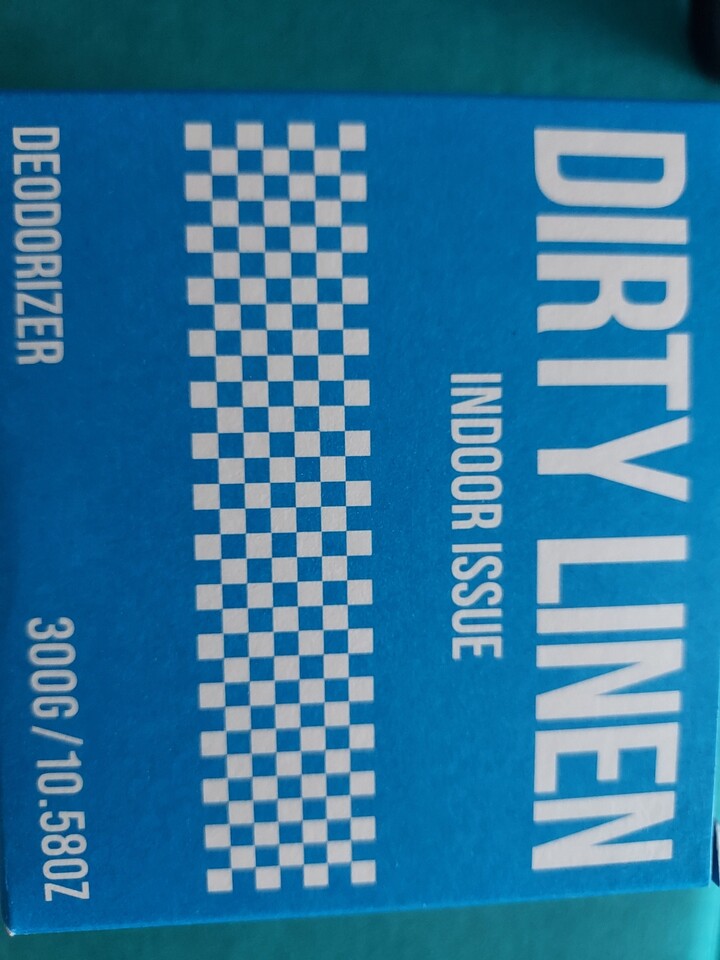 DIRTY LINEN
INDOOR ISSUE
DEODORIZER
300G / 10.58OZ